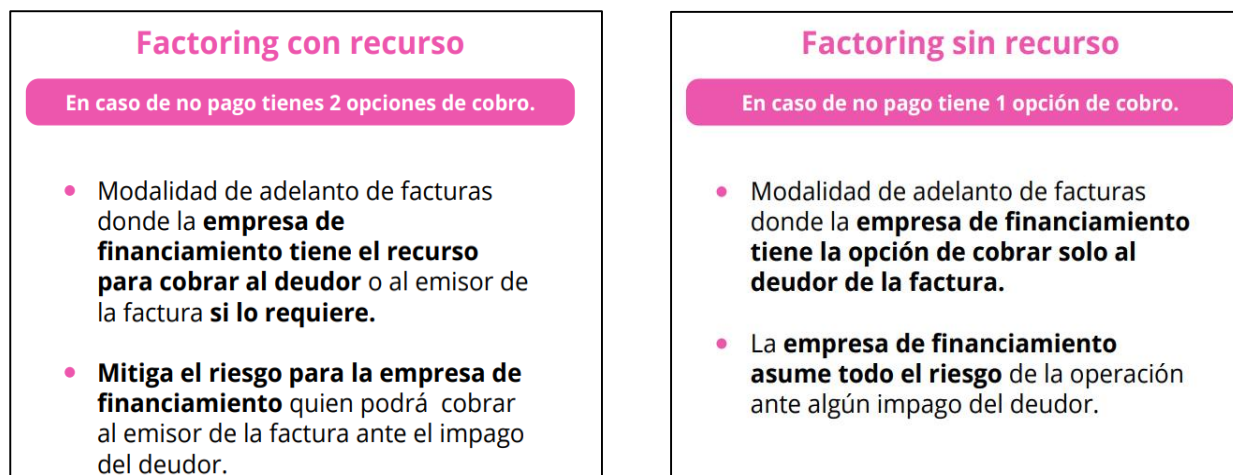 Factoring con recurso
En caso de no pago tienes 2 opciones de cobro.
Modalidad de adelanto de facturas
donde la empresa de
financiamiento tiene el recurso
para cobrar al deudor o al emisor de
la factura si lo requiere.
Mitiga el riesgo para la empresa de
financiamiento quien podrá cobrar
al emisor de la factura ante el impago
del deudor.
Factoring sin recurso
En caso de no pago tiene 1 opción de cobro.
Modalidad de adelanto de facturas
donde la empresa de financiamiento
tiene la opción de cobrar solo al
deudor de la factura.
La empresa de financiamiento
asume todo el riesgo de la operación
ante algún impago del deudor.